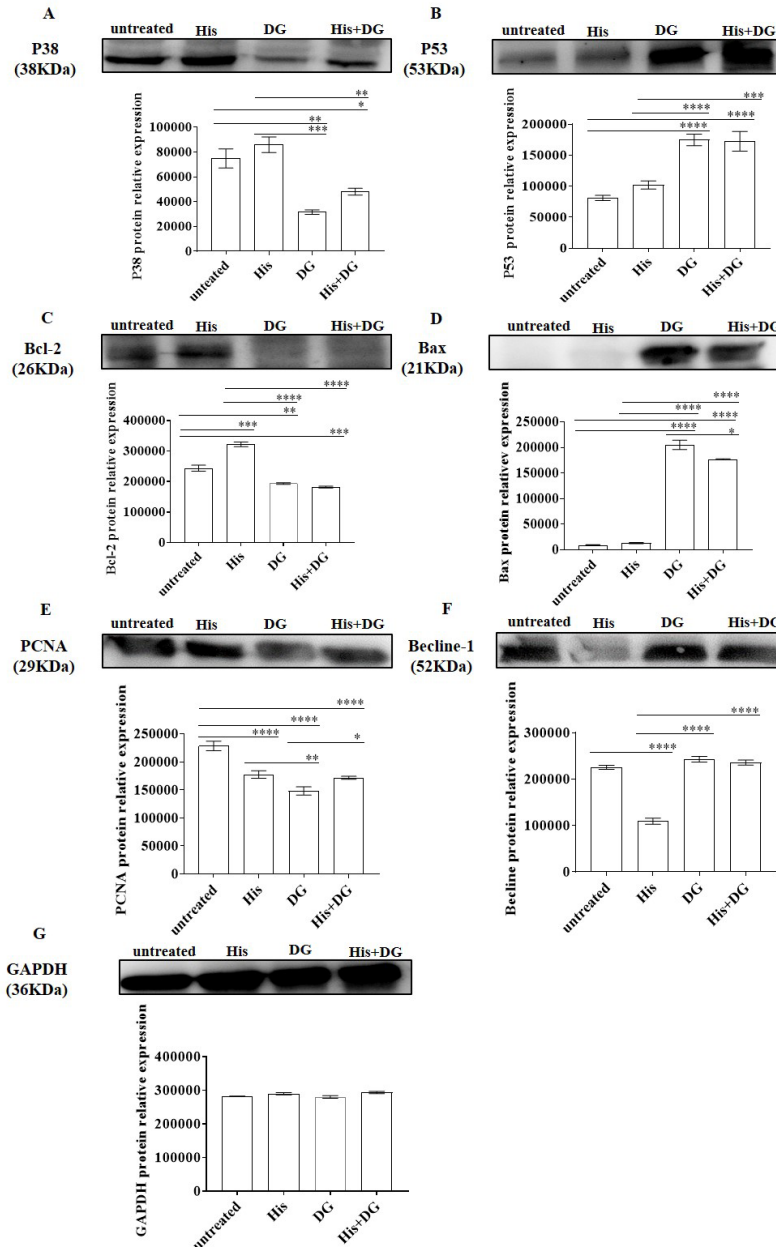 A
untreated His DG His+DG
P38
(38KDa)
**
*
**
***
P38 protein relative expression
100000
80000
60000
40000
20000
0
untreated His DG His+DG
B
untreated His DG His+DG
P53
(53KDa)
***
****
****
****
P53 protein relative expression
200000
150000
100000
50000
0
untreated His DG His+DG
C
untreated His DG His+DG
Bcl-2
(26KDa)
****
****
**
***
***
Bcl-2 protein relative expression
400000
300000
200000
100000
0
untreated His DG His+DG
D
untreated His DG His+DG
Bax
(21KDa)
****
****
****
****
*
Bax protein relativev expression
250000
200000
150000
100000
50000
0
untreated His DG His+DG
E
untreated His DG His+DG
PCNA
(29KDa)
****
****
****
*
**
PCNA protein relative expression
250000
200000
150000
100000
50000
0
untreated His DG His+DG
F
untreated His DG His+DG
Becline-1
(52KDa)
****
****
****
Becline protein relative expression
300000
200000
100000
0
untreated His DG His+DG
G
untreated His DG His+DG
GAPDH
(36KDa)
GAPDH protein relative expression
400000
300000
200000
100000
0
untreated His DG His+DG